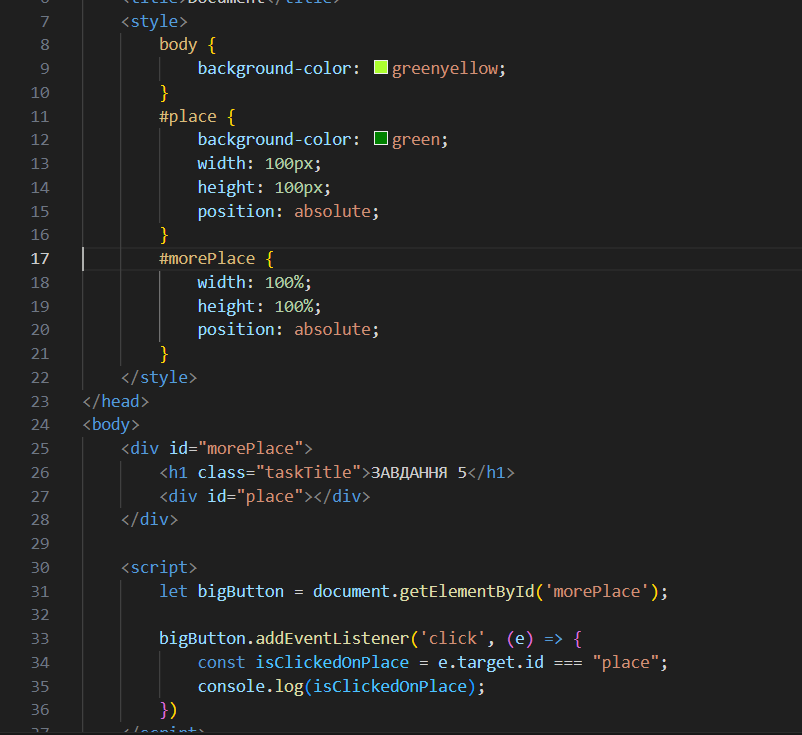 <title>Document</title>
7 <style>
8 body {
9 background-color: greenyellow;
10 }
11 #place {
12 background-color: green;
13 width: 100px;
14 height: 100px;
15 position: absolute;
16 }
17 #morePlace {
18 width: 100%;
19 height: 100%;
20 position: absolute;
21 }
22 </style>
23 </head>
24 <body>
25 <div id="morePlace">
26 <h1 class="taskTitle">ЗАВДАННЯ 5</h1>
27 <div id="place"></div>
28 </div>
29
30 <script>
31 let bigButton = document.getElementById('morePlace');
32
33 bigButton.addEventListener('click', (e) => {
34 const isClickedOnPlace = e.target.id === "place";
35 console.log(isClickedOnPlace);
36 })
37 </script>